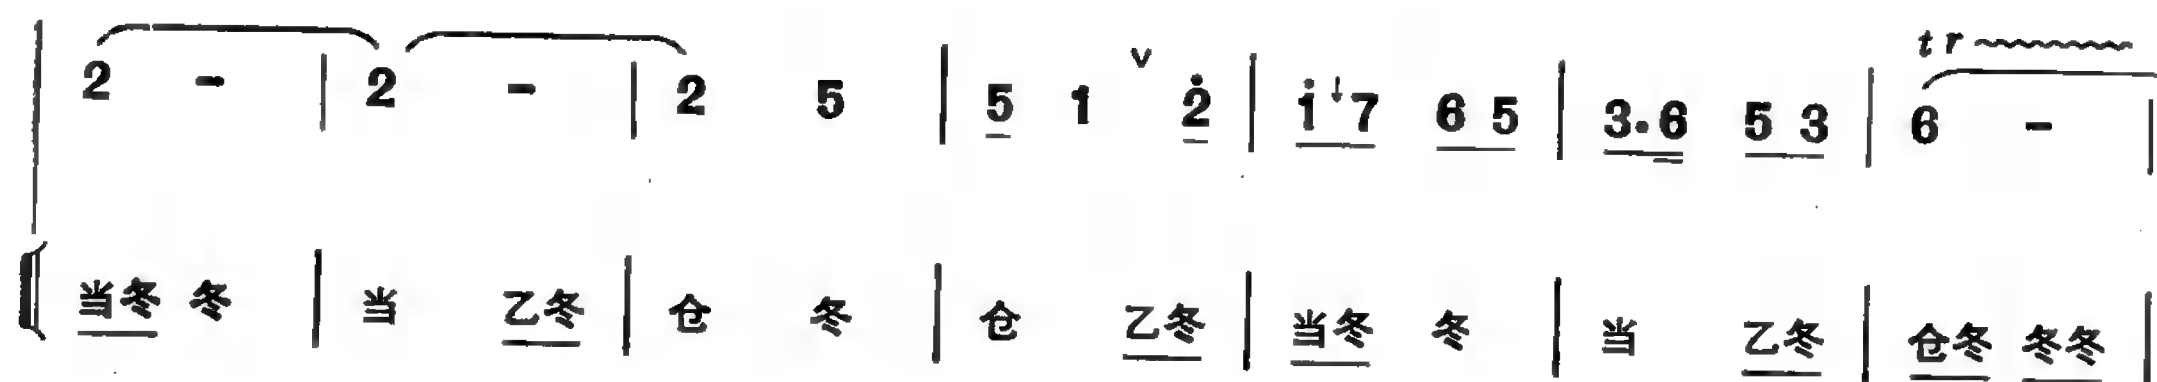 tr
2 - | 2 - | 2 5 | 5 1 ∨ 2̇ | 1̇ ↓7 6 5 | 3·6 5 3 | 6 - |
当冬 冬 | 当 乙冬 | 仓 冬 | 仓 乙冬 | 当冬 冬 | 当 乙冬 | 仓冬 冬冬 |